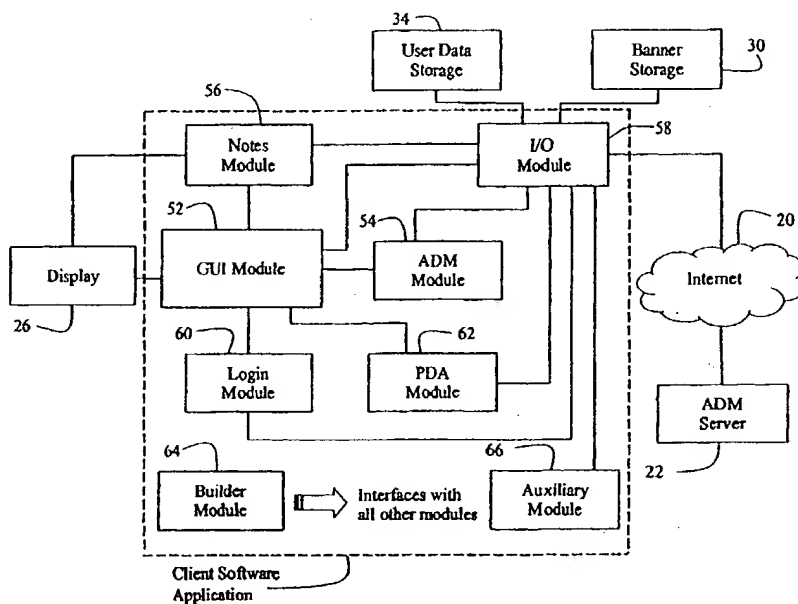 34
User Data
Storage
Banner
Storage
30
56
Notes
Module
I/O
Module
58
52
GUI Module
54
ADM
Module
20
Internet
Display
26
60
Login
Module
62
PDA
Module
ADM
Server
22
64
Builder
Module
Interfaces with
all other modules
66
Auxiliary
Module
Client Software
Application